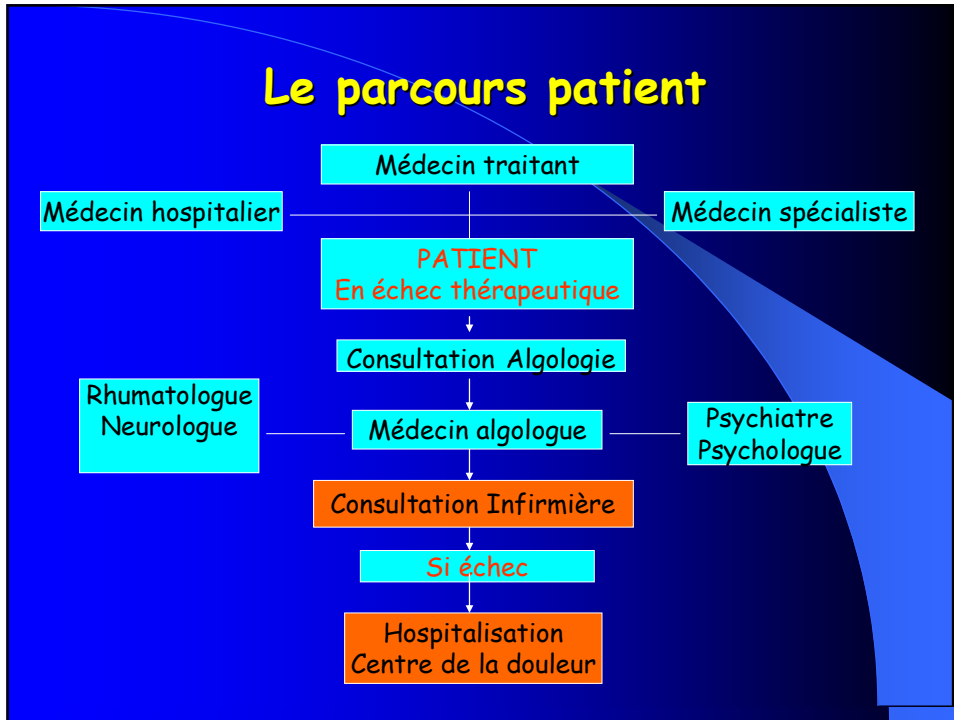 Le parcours patient
Médecin traitant
Médecin hospitalier
Médecin spécialiste
PATIENT
En échec thérapeutique
Consultation Algologie
Rhumatologue
Neurologue
Médecin algologue
Psychiatre
Psychologue
Consultation Infirmière
Si échec
Hospitalisation
Centre de la douleur